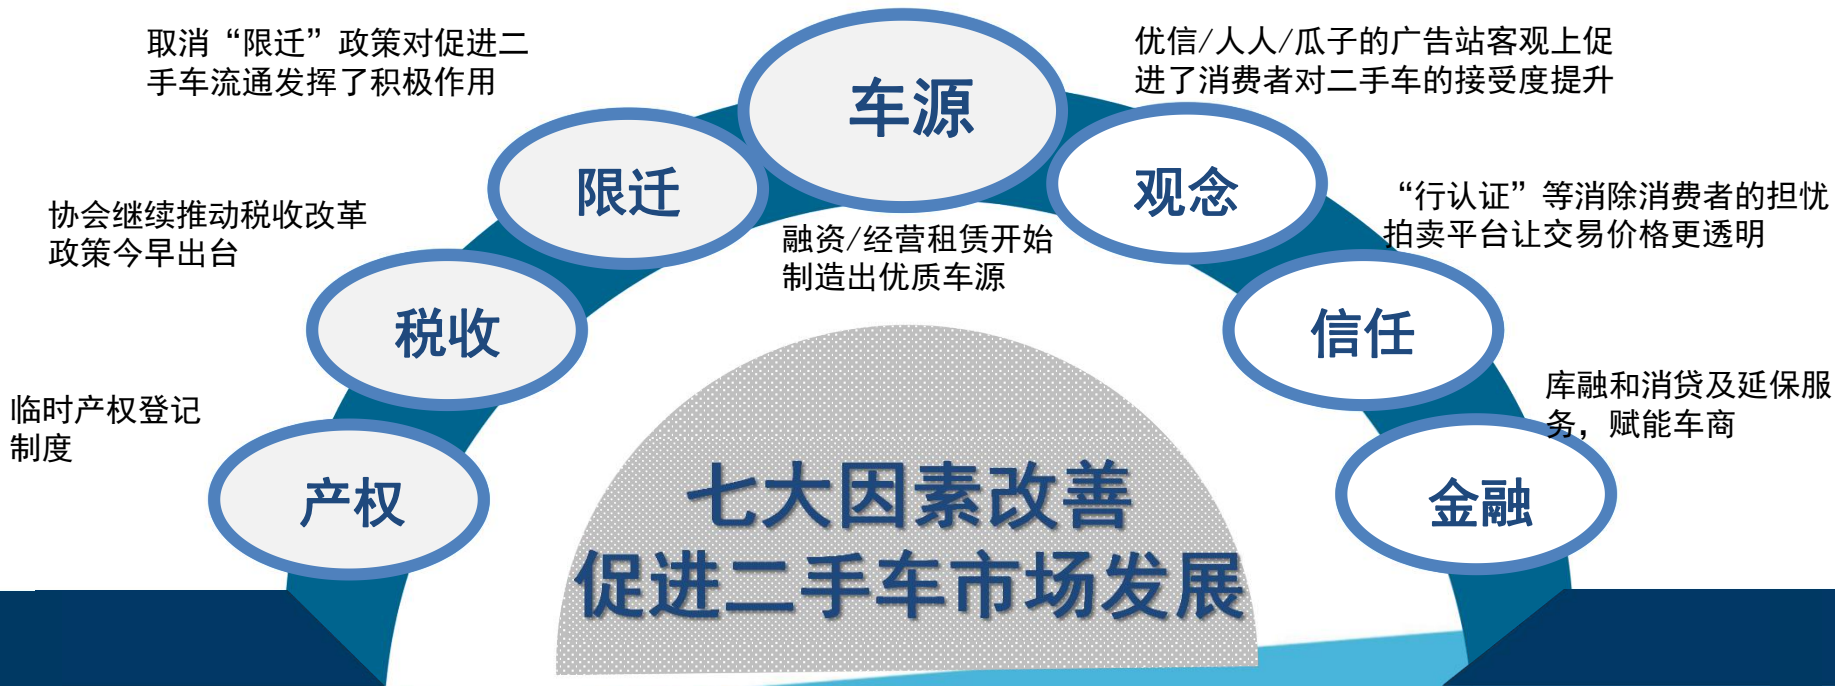 取消“限迁”政策对促进二
手车流通发挥了积极作用
优信/人人/瓜子的广告站客观上促
进了消费者对二手车的接受度提升
车源
限迁
观念
协会继续推动税收改革
政策今早出台
融资/经营租赁开始
制造出优质车源
“行认证”等消除消费者的担忧
拍卖平台让交易价格更透明
税收
信任
临时产权登记
制度
库融和消贷及延保服
务，赋能车商
产权
金融
七大因素改善
促进二手车市场发展